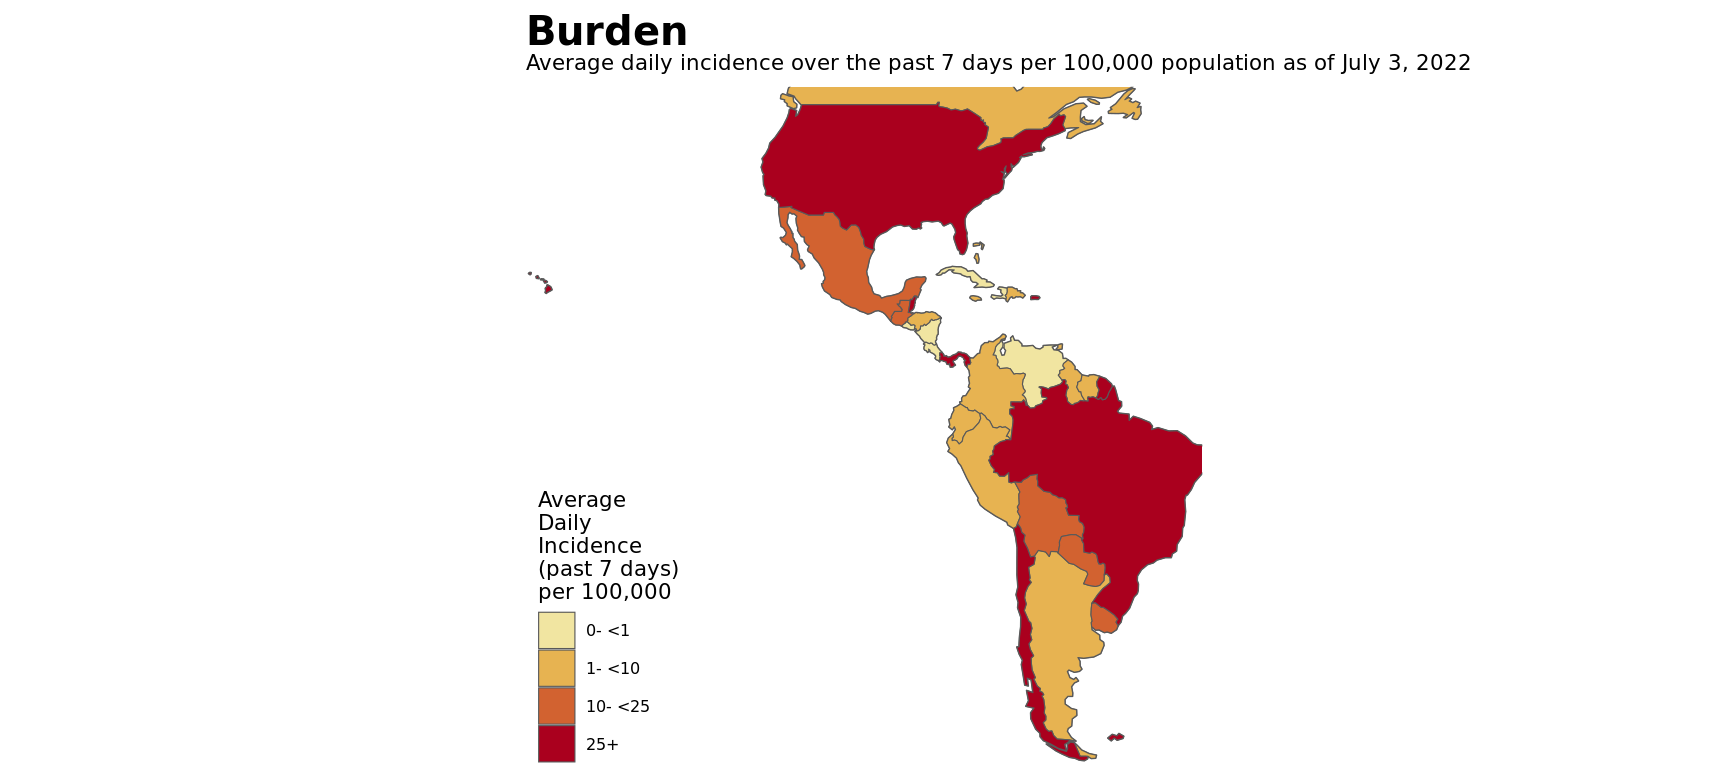 Burden
Average daily incidence over the past 7 days per 100,000 population as of July 3, 2022
Average
Daily
Incidence
(past 7 days)
per 100,000
0- <1
1- <10
10- <25
25+